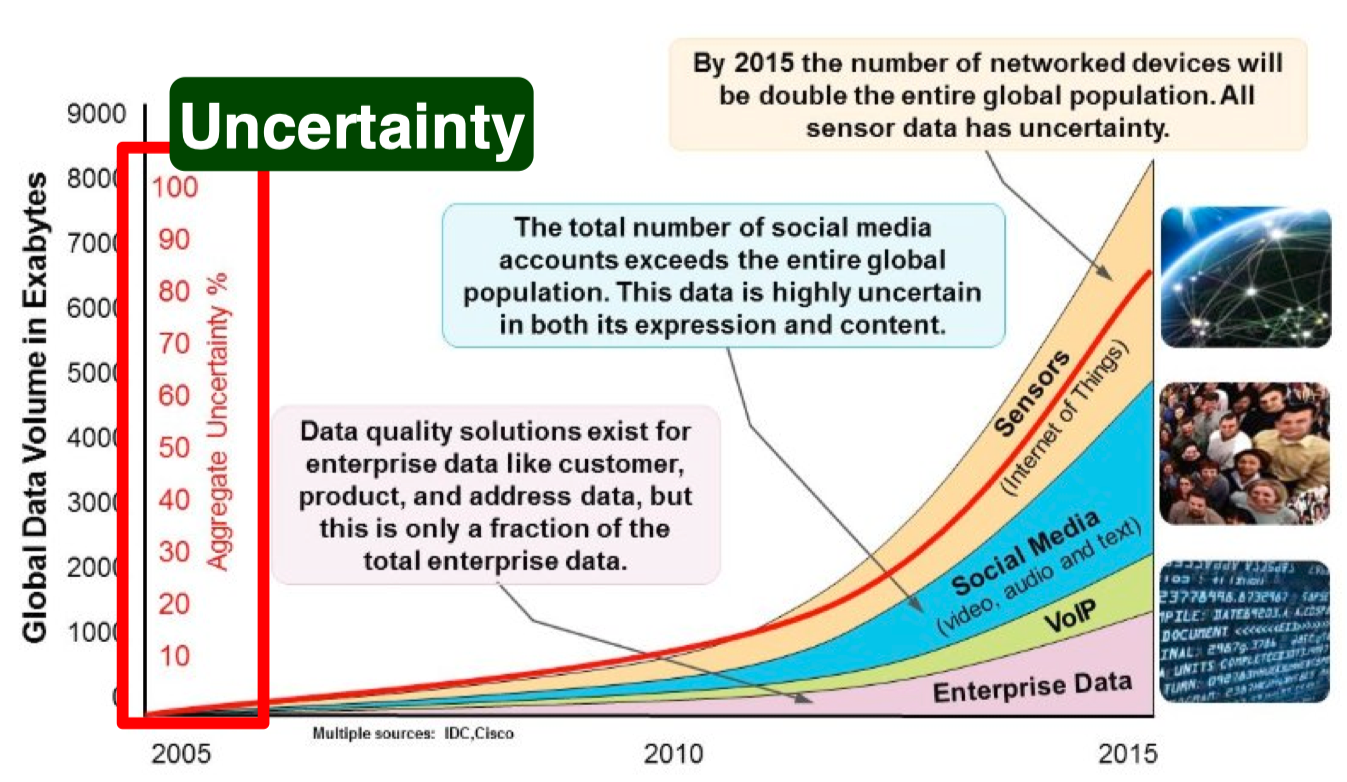 Uncertainty
By 2015 the number of networked devices will
be double the entire global population. All
sensor data has uncertainty.
The total number of social media
accounts exceeds the entire global
population. This data is highly uncertain
in both its expression and content.
Data quality solutions exist for
enterprise data like customer,
product, and address data, but
this is only a fraction of the
total enterprise data.
Global Data Volume in Exabytes
9000
8000
7000
6000
5000
4000
3000
2000
1000
0
Aggregate Uncertainty %
100
90
80
70
60
50
40
30
20
10
Sensors
(Internet of Things)
Social Media
(video, audio and text)
VoIP
Enterprise Data
Multiple sources: IDC,Cisco
2005
2010
2015
DOCUMENT